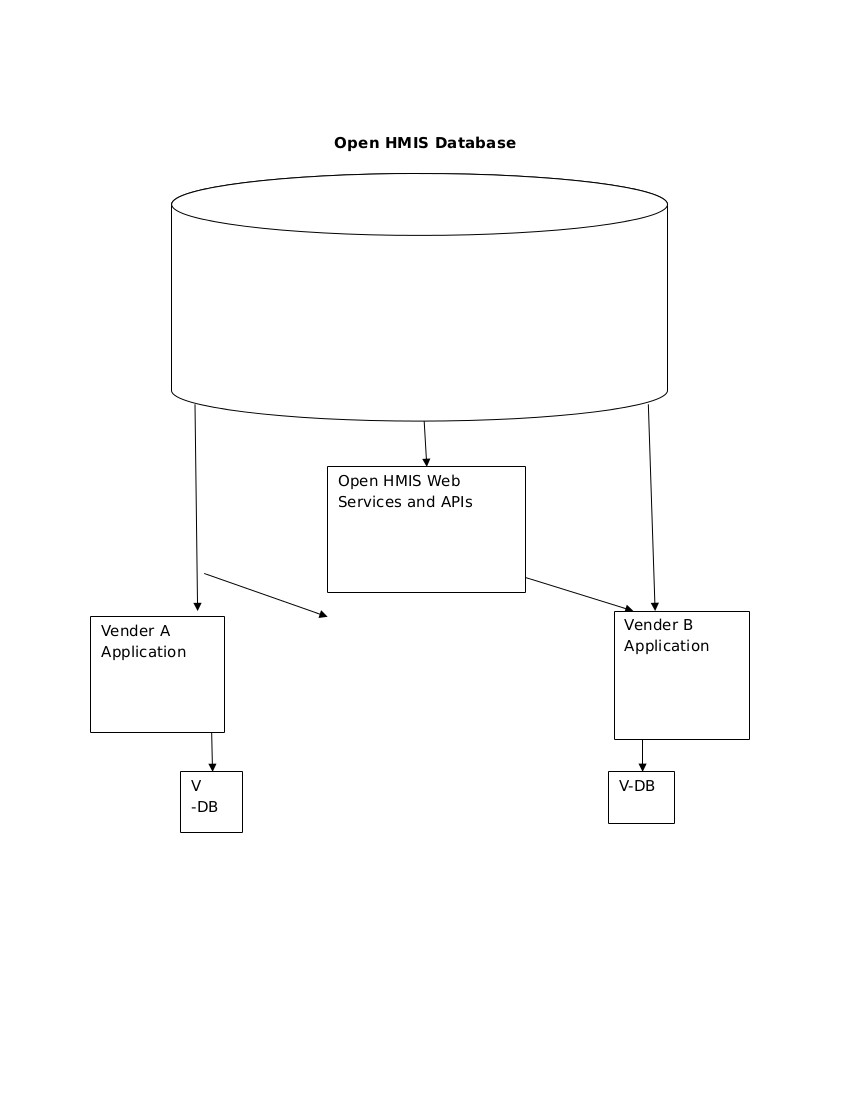 Open HMIS Database
Open HMIS Web
Services and APIs
Vender A
Application
Vender B
Application
V
-DB
V-DB